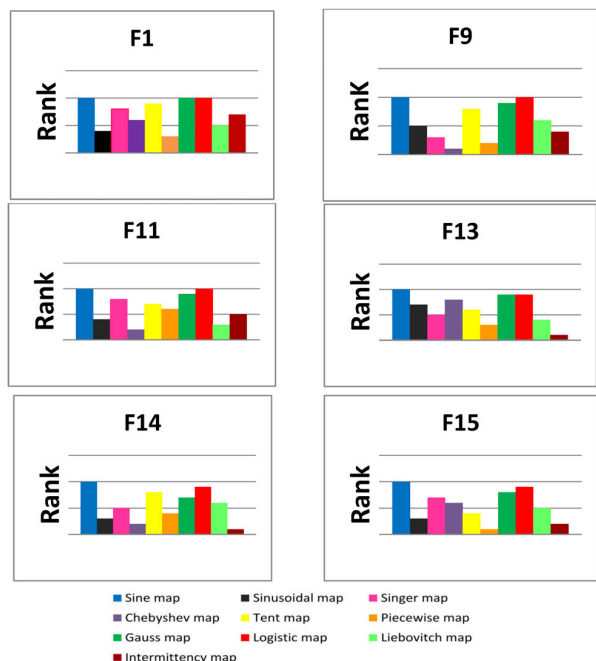 F1
Rank
F9
RanK
F11
Rank
F13
Rank
F14
Rank
F15
Rank
Sine map Sinusoidal map Singer map
Chebyshev map Tent map Piecewise map
Gauss map Logistic map Liebovitch map
Intermittency map